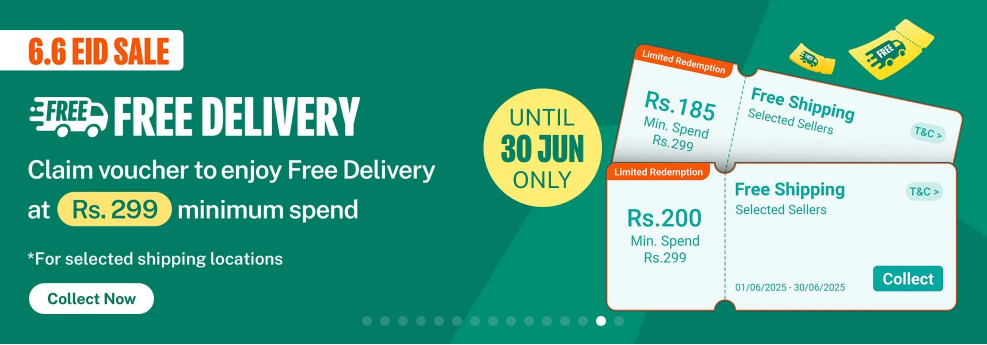 6.6 EID SALE
FREE FREE DELIVERY
Claim voucher to enjoy Free Delivery
at Rs. 299 minimum spend
*For selected shipping locations
Collect Now
UNTIL
30 JUN
ONLY
Limited Redemption
Rs.185
Min. Spend
Rs.299
Free Shipping
Selected Sellers
T&C >
Limited Redemption
Rs.200
Min. Spend
Rs.299
Free Shipping
Selected Sellers
T&C >
01/06/2025 - 30/06/2025
Collect
FREE